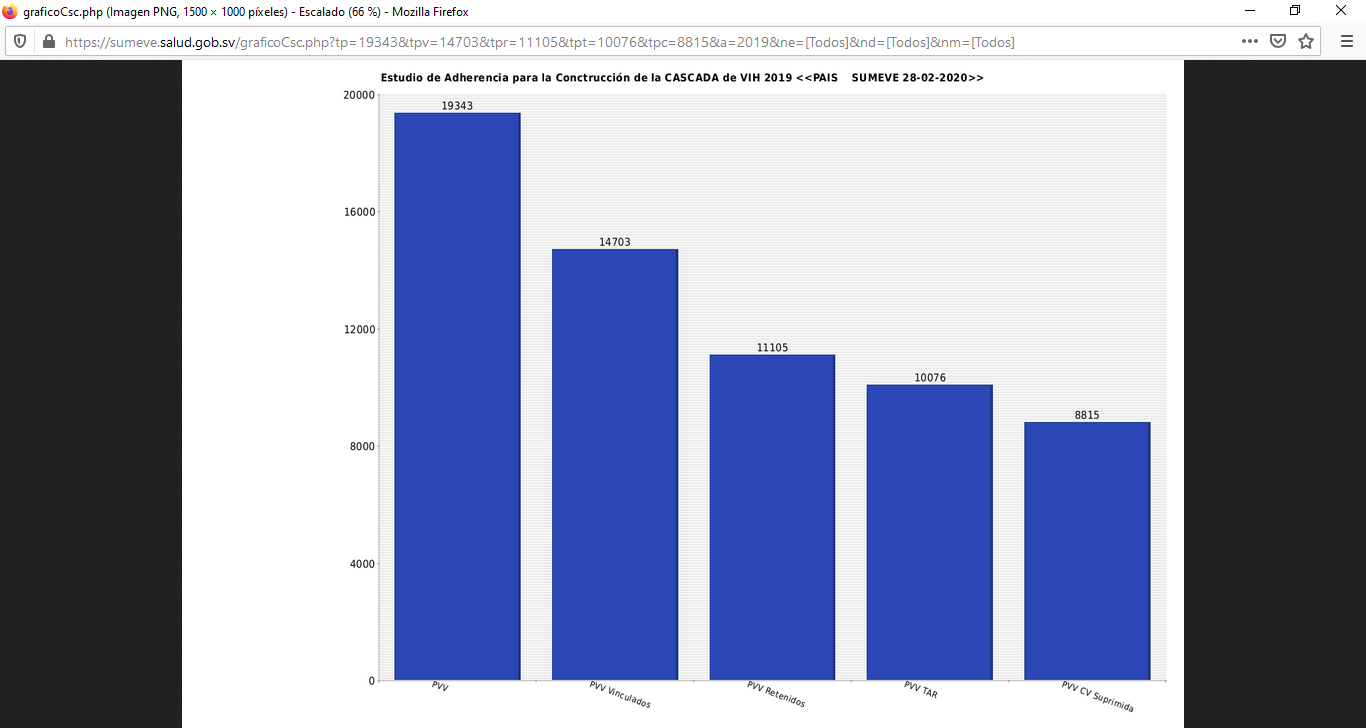 graficoCsc.php (Imagen PNG, 1500 × 1000 píxeles) - Escalado (66 %) - Mozilla Firefox
https://sumeve.salud.gob.sv/graficoCsc.php?tp=19343&tpv=14703&tpr=11105&tpt=10076&tpc=8815&a=2019&ne=[Todos]&nd=[Todos]&nm=[Todos]
Estudio de Adherencia para la Conctrucción de la CASCADA de VIH 2019 <<PAIS SUMEVE 28-02-2020>>
20000
19343
16000
14703
12000
11105
10076
8815
8000
4000
0
PVV
PVV Vinculados
PVV Retenidos
PVV TAR
PVV CV Suprimida